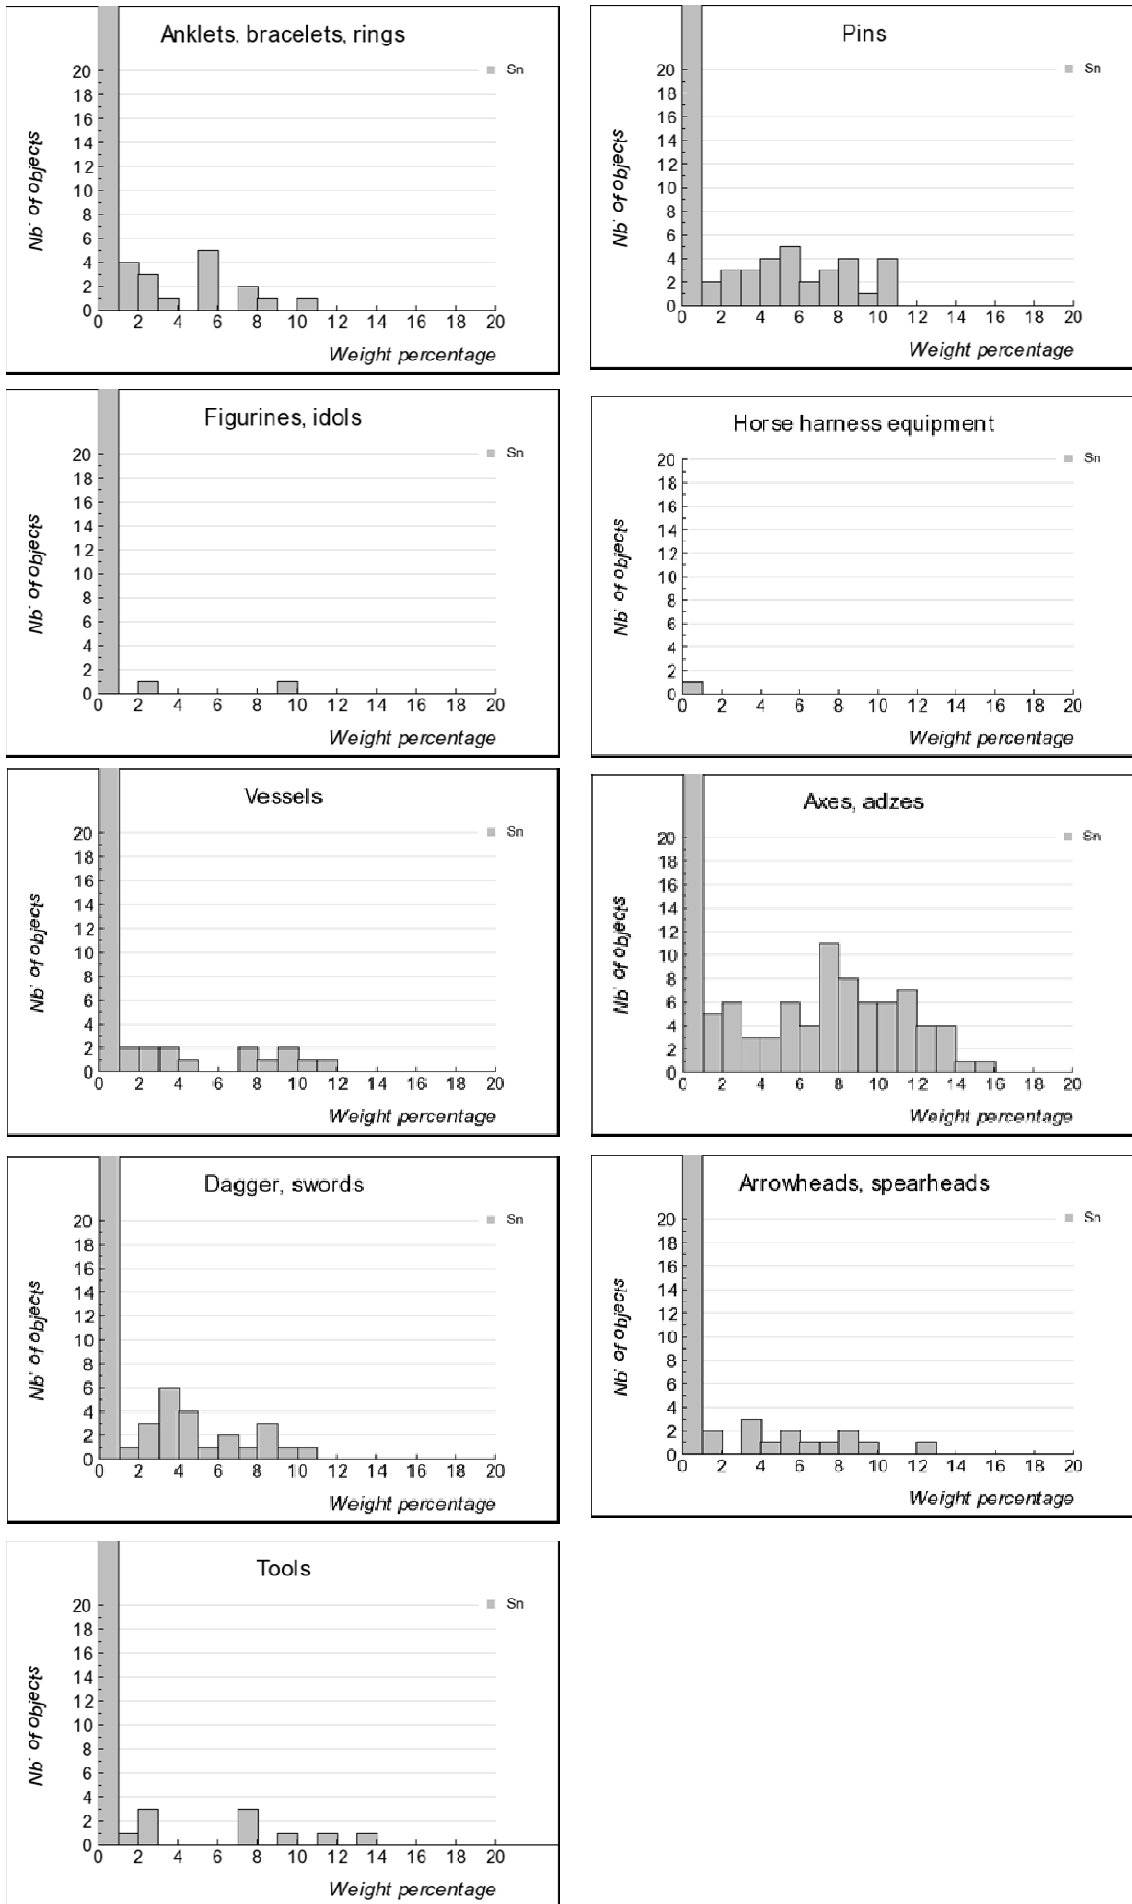 Anklets, bracelets, rings
Sn
20
18
16
14
12
10
8
6
4
2
0
Nb' of objects
0 2 4 6 8 10 12 14 16 18 20
Weight percentage
Pins
Sn
20
18
16
14
12
10
8
6
4
2
0
Nb' of objects
0 2 4 6 8 10 12 14 16 18 20
Weight percentage
Figurines, idols
Sn
20
18
16
14
12
10
8
6
4
2
0
Nb' of objects
0 2 4 6 8 10 12 14 16 18 20
Weight percentage
Horse harness equipment
Sn
20
18
16
14
12
10
8
6
4
2
0
Nb' of objects
0 2 4 6 8 10 12 14 16 18 20
Weight percentage
Vessels
Sn
20
18
16
14
12
10
8
6
4
2
0
Nb' of objects
0 2 4 6 8 10 12 14 16 18 20
Weight percentage
Axes, adzes
Sn
20
18
16
14
12
10
8
6
4
2
0
Nb' of objects
0 2 4 6 8 10 12 14 16 18 20
Weight percentage
Dagger, swords
Sn
20
18
16
14
12
10
8
6
4
2
0
Nb' of objects
0 2 4 6 8 10 12 14 16 18 20
Weight percentage
Arrowheads, spearheads
Sn
20
18
16
14
12
10
8
6
4
2
0
Nb' of objects
0 2 4 6 8 10 12 14 16 18 20
Weight percentage
Tools
Sn
20
18
16
14
12
10
8
6
4
2
0
Nb' of objects
0 2 4 6 8 10 12 14 16 18 20
Weight percentage